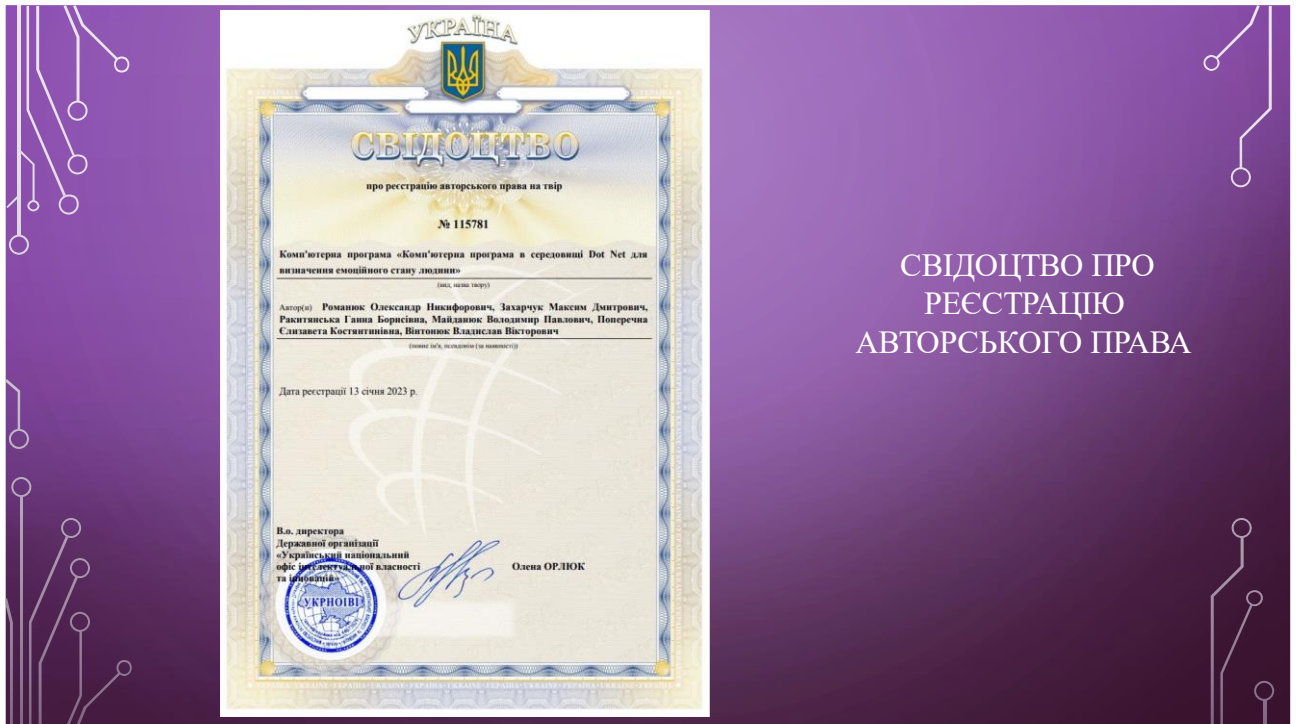 УКРАЇНА
СВІДОЦТВО
про реєстрацію авторського права на твір
№ 115781
Комп'ютерна програма «Комп'ютерна програма в середовищі Dot Net для
визначення емоційного стану людини»
(вид, назва твору)
Автор(и) Романюк Олександр Никифорович, Захарчук Максим Дмитрович,
Ракитянська Ганна Борисівна, Майданюк Володимир Павлович, Поперечна
Єлизавета Костянтинівна, Вінтонюк Владислав Вікторович
(повне ім'я, псевдонім (за наявності))
Дата реєстрації 13 січня 2023 р.
В.о. директора
Державної організації
«Український національний
офіс інтелектуальної власності
та інновацій»
Олена ОРЛЮК
УКРНОІВІ
СВІДОЦТВО ПРО
РЕЄСТРАЦІЮ
АВТОРСЬКОГО ПРАВА